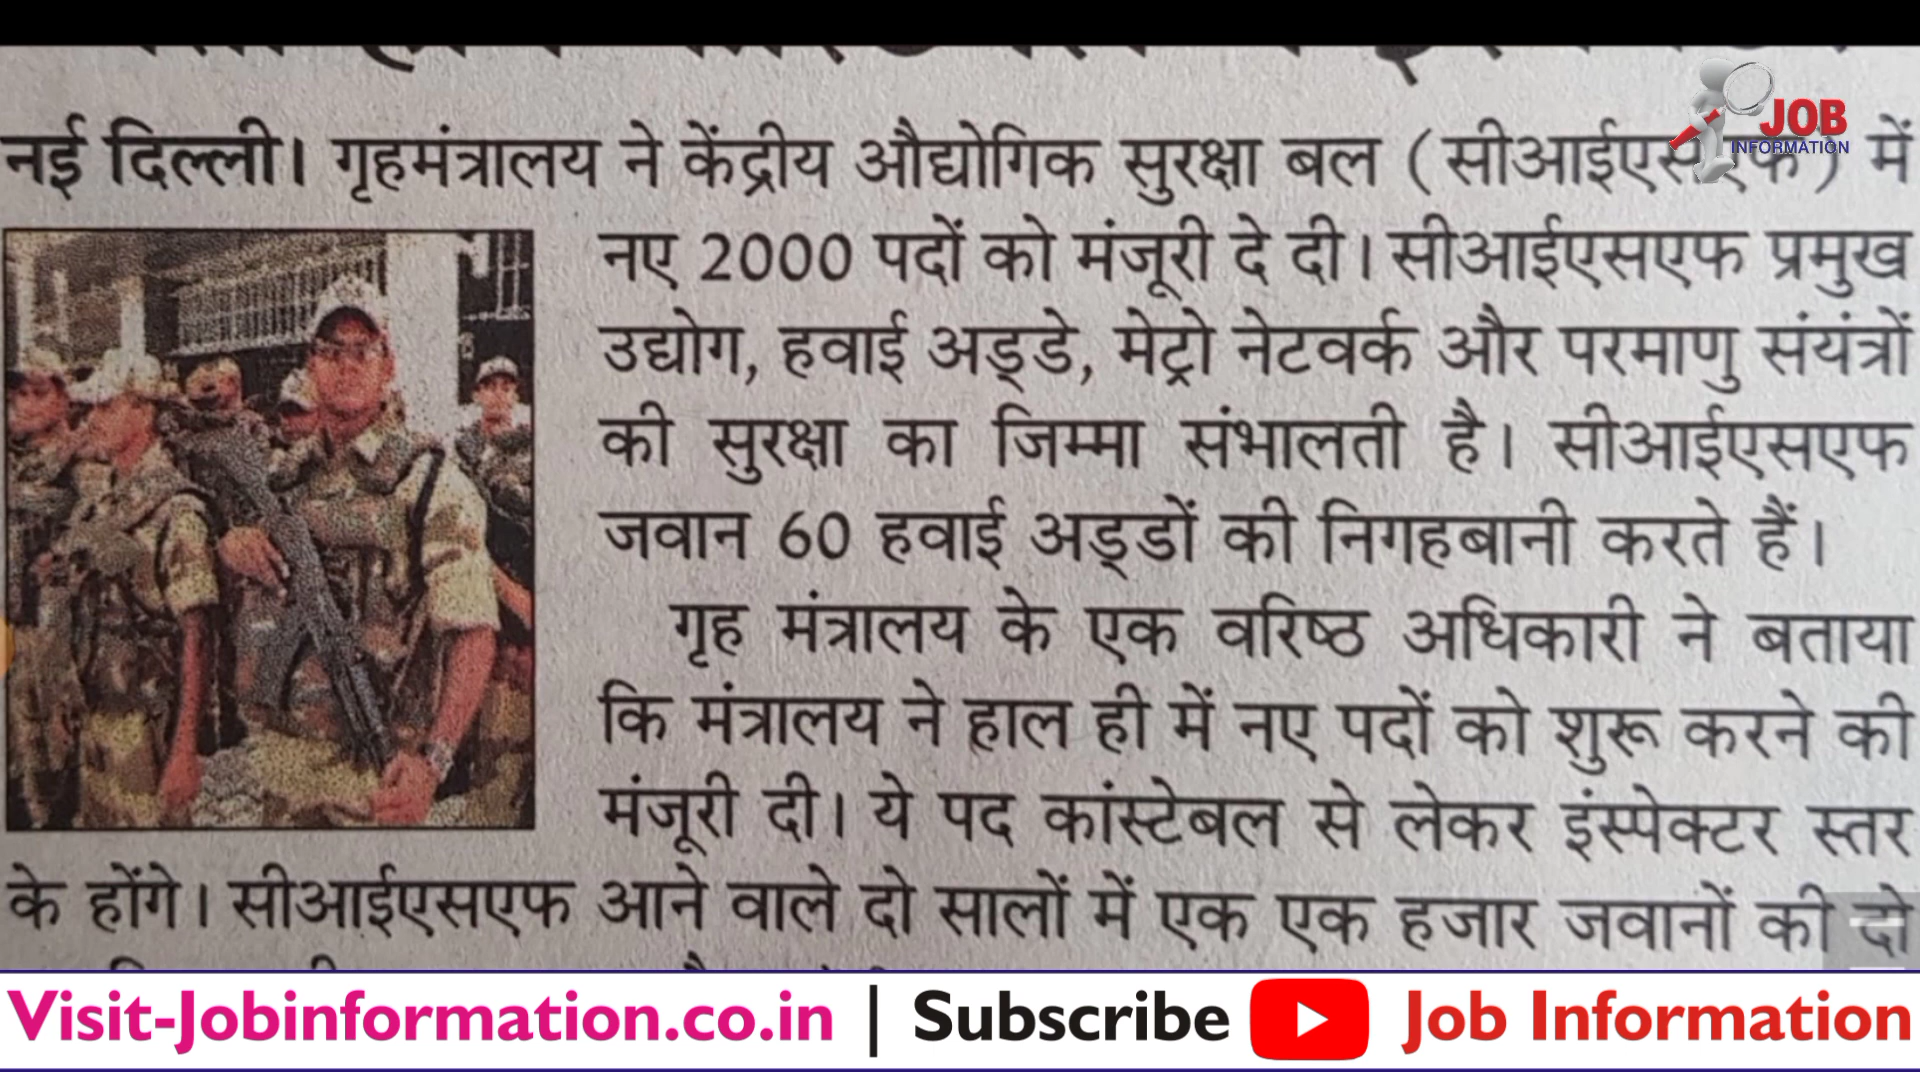 JOB
INFORMATION
नई दिल्ली। गृहमंत्रालय ने केंद्रीय औद्योगिक सुरक्षा बल (सीआईएसएफ) में
नए 2000 पदों को मंजूरी दे दी। सीआईएसएफ प्रमुख
उद्योग, हवाई अड्डे, मेट्रो नेटवर्क और परमाणु संयंत्रों
की सुरक्षा का जिम्मा संभालती है। सीआईएसएफ
जवान 60 हवाई अड्डों की निगहबानी करते हैं।
गृह मंत्रालय के एक वरिष्ठ अधिकारी ने बताया
कि मंत्रालय ने हाल ही में नए पदों को शुरू करने की
मंजूरी दी। ये पद कांस्टेबल से लेकर इंस्पेक्टर स्तर
के होंगे। सीआईएसएफ आने वाले दो सालों में एक एक हजार जवानों की दो
Visit-Jobinformation.co.in | Subscribe Job Information